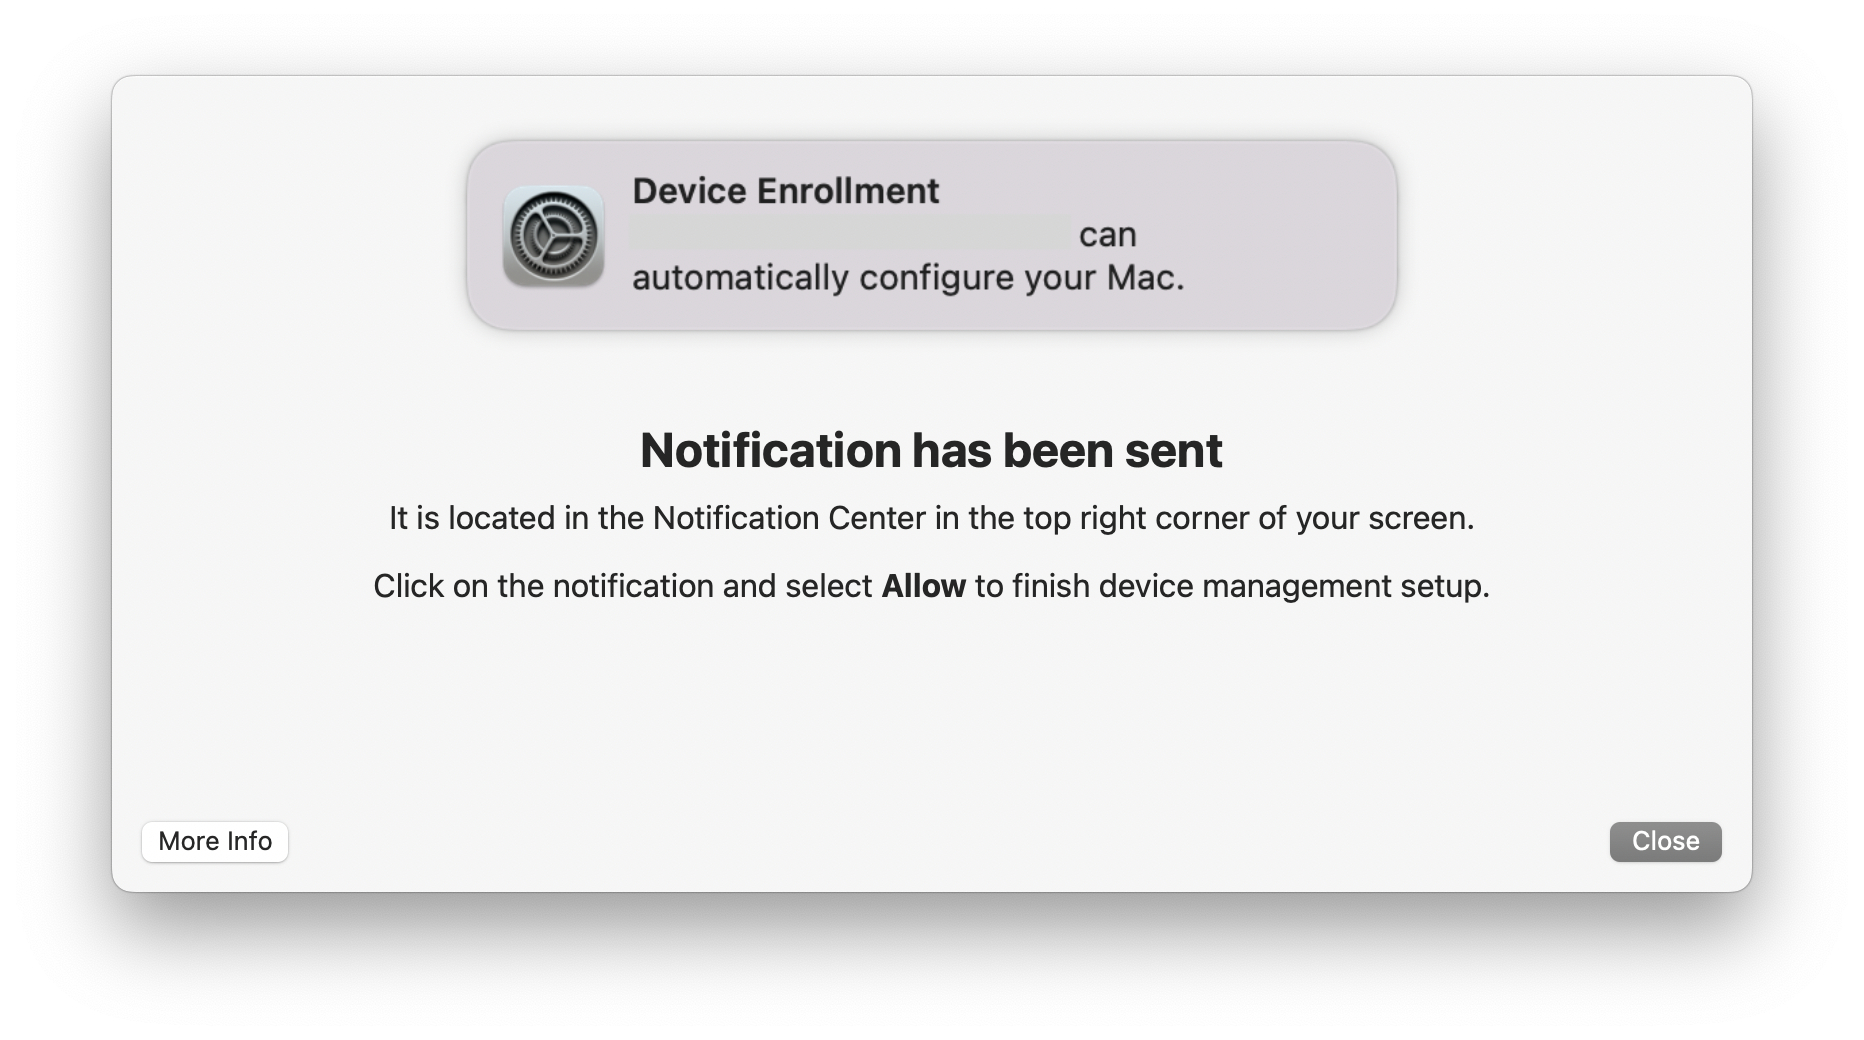 Device Enrollment
can
automatically configure your Mac.
Notification has been sent
It is located in the Notification Center in the top right corner of your screen.
Click on the notification and select Allow to finish device management setup.
More Info
Close